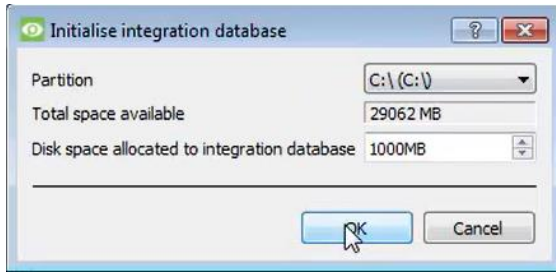 Initialise integration database
Partition C:\ (C:\)
Total space available 29062 MB
Disk space allocated to integration database 1000MB
OK Cancel